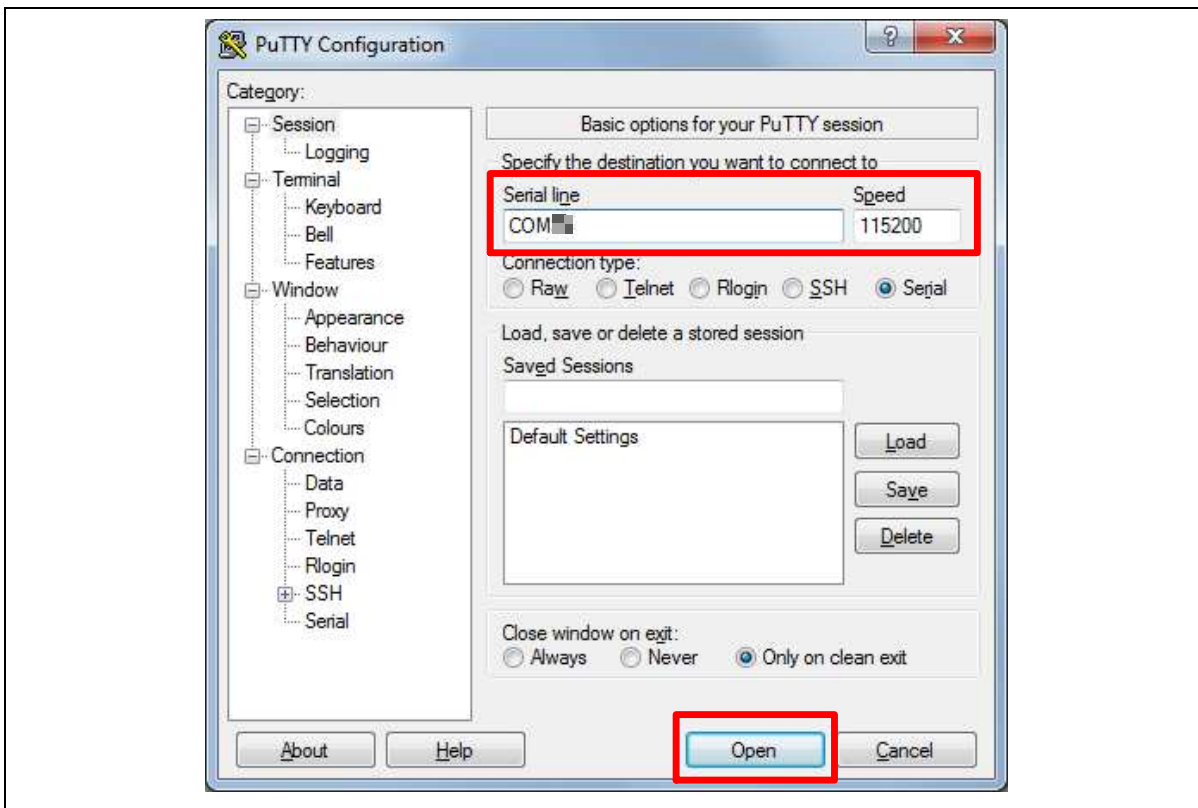 PuTTY Configuration
Category:
Session
Logging
Terminal
Keyboard
Bell
Features
Window
Appearance
Behaviour
Translation
Selection
Colours
Connection
Data
Proxy
Telnet
Rlogin
SSH
Serial
Basic options for your PuTTY session
Specify the destination you want to connect to
Serial line Speed
COM 115200
Connection type:
Raw Telnet Rlogin SSH Serial
Load, save or delete a stored session
Saved Sessions
Default Settings
Load
Save
Delete
Close window on exit:
Always Never Only on clean exit
About Help Open Cancel